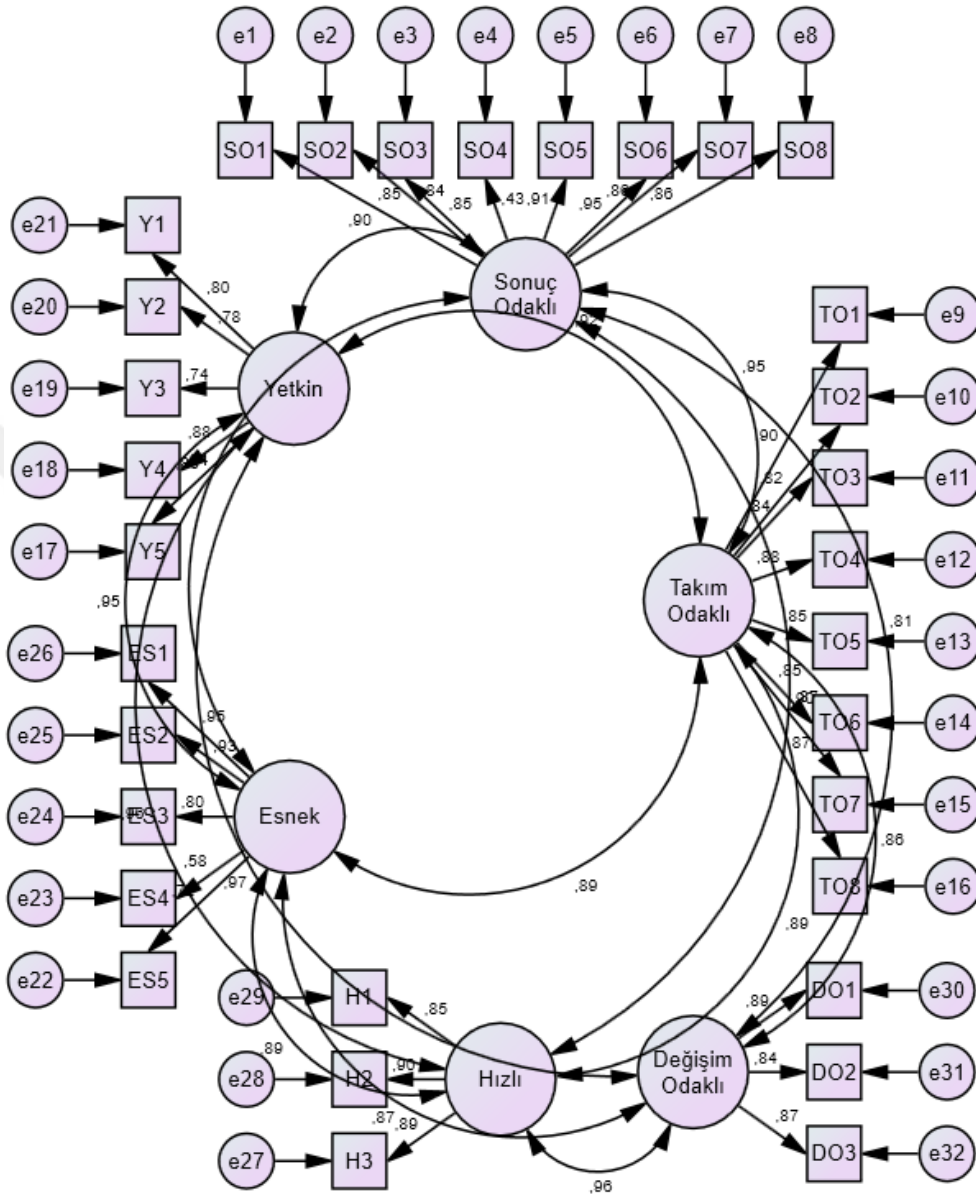 e1 e2 e3 e4 e5 e6 e7 e8
SO1 SO2 SO3 SO4 SO5 SO6 SO7 SO8
,85 ,84 ,85 ,43 ,91 ,95 ,86 ,86
,90
e21 Y1
e20 Y2
e19 Y3
e18 Y4
e17 Y5
,80
,78
,74
,88
Yetkin
Sonuç
Odaklı
,95
,90
,82
,84
,88
,85
,85
,87
,87
TO1 e9
TO2 e10
TO3 e11
TO4 e12
TO5 e13
TO6 e14
TO7 e15
TO8 e16
Takım
Odaklı
,81
,86
,89
,89
,95
e26 ES1
e25 ES2
e24 ES3
e23 ES4
e22 ES5
,95
,93
,80
,58
,97
Esnek
e29 H1
e28 H2
e27 H3
,85
,90
,89
,87
,89
Hızlı
Değişim
Odaklı
,89
,84
,87
DO1 e30
DO2 e31
DO3 e32
,96